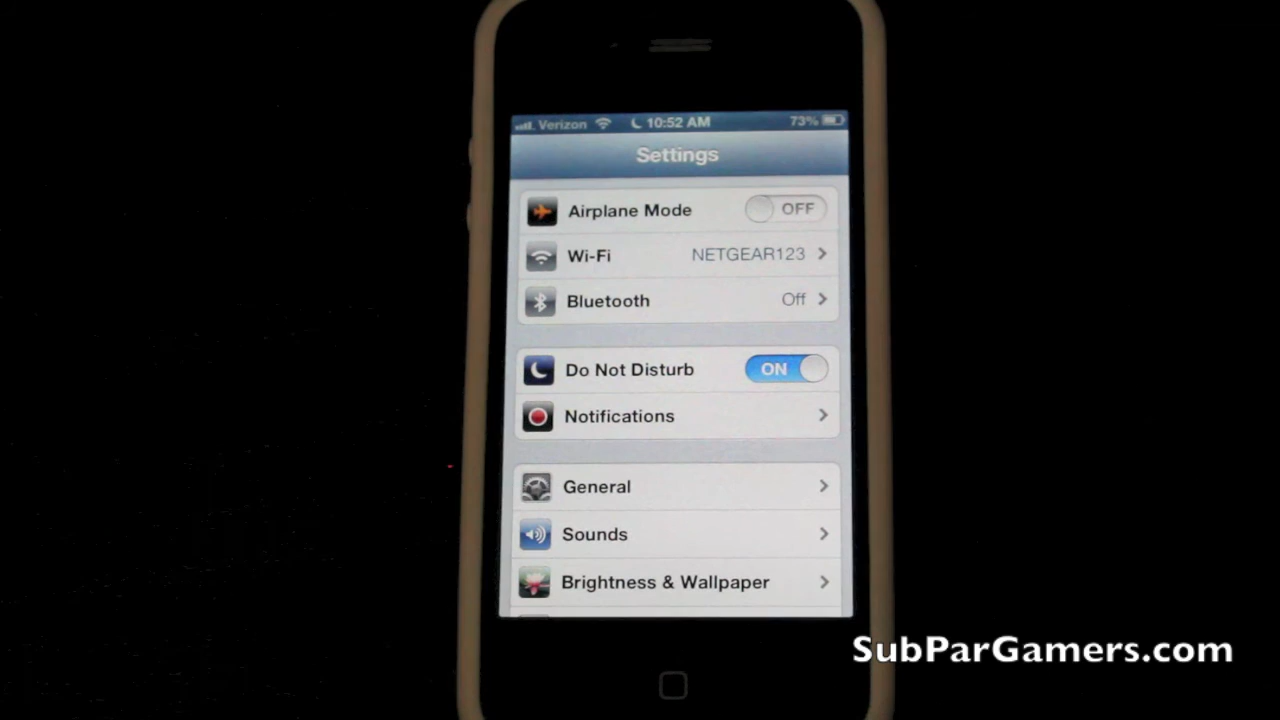 Verizon 10:52 AM 73%
Settings
Airplane Mode OFF
Wi-Fi NETGEAR123
Bluetooth Off
Do Not Disturb ON
Notifications
General
Sounds
Brightness & Wallpaper
SubParGamers.com